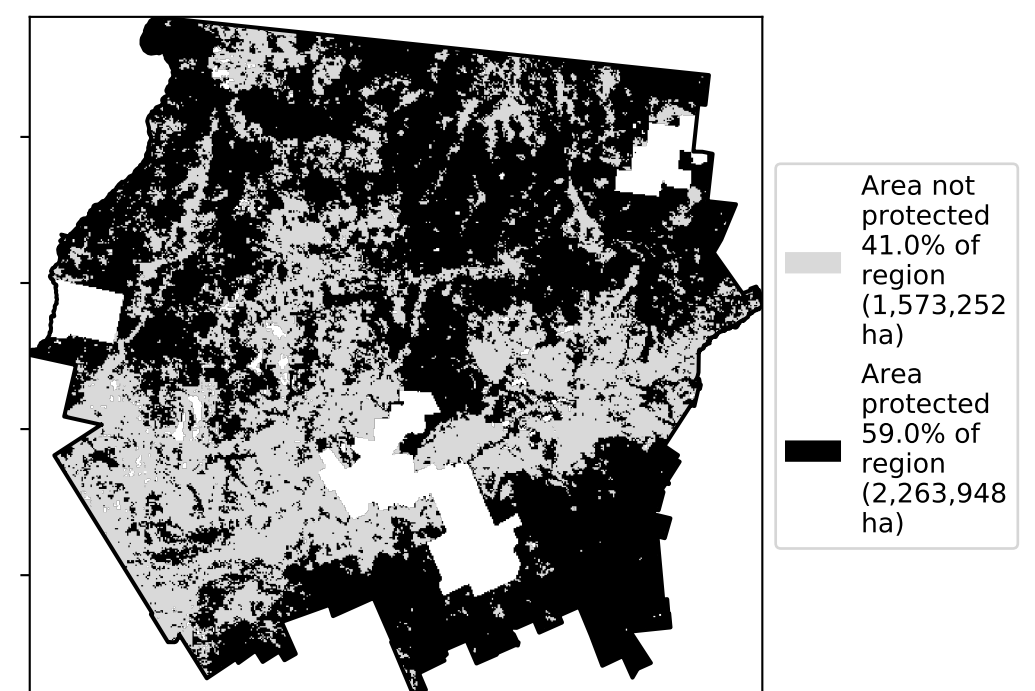 Area not
protected
41.0% of
region
(1,573,252
ha)
Area
protected
59.0% of
region
(2,263,948
ha)